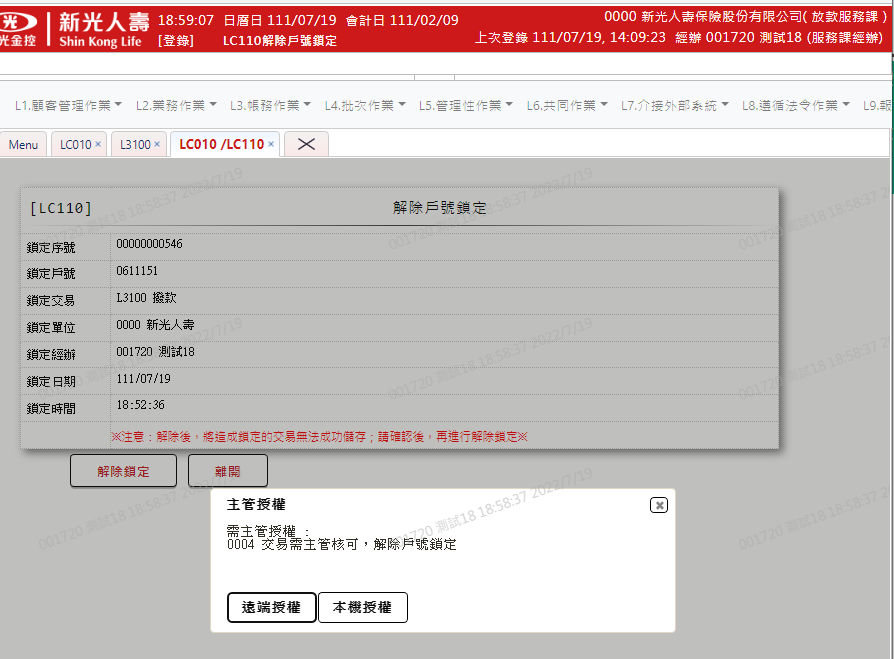 新光人壽 18:59:07 日曆日 111/07/19 會計日 111/02/09 0000 新光人壽保險股份有限公司( 放款服務課 )
光金控 Shin Kong Life [登錄] LC110解除戶號鎖定 上次登錄 111/07/19, 14:09:23 經辦 001720 測試18 (服務課經辦)
L1.顧客管理作業 L2.業務作業 L3.帳務作業 L4.批次作業 L5.管理性作業 L6.共同作業 L7.介接外部系統 L8.遵循法令作業 L9.報
Menu LC010 × L3100 × LC010 /LC110 ×
[LC110] 解除戶號鎖定
鎖定序號 00000000546
鎖定戶號 0611151
鎖定交易 L3100 撥款
鎖定單位 0000 新光人壽
鎖定經辦 001720 測試18
鎖定日期 111/07/19
鎖定時間 18:52:36
※注意：解除後，將造成鎖定的交易無法成功儲存；請確認後，再進行解除鎖定※
解除鎖定 離開
主管授權
需主管授權 ：
0004 交易需主管核可，解除戶號鎖定
遠端授權 本機授權
001720 測試18 18:58:37 2022/7/19